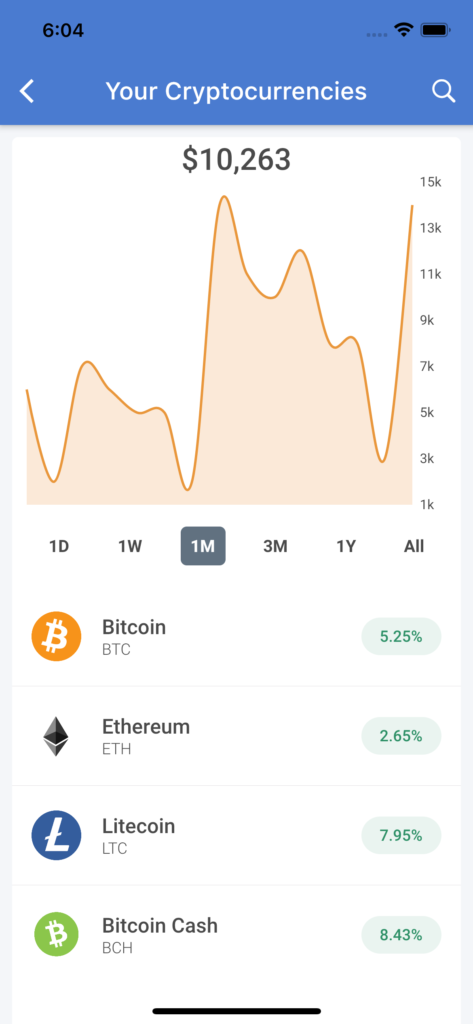 6:04
Your Cryptocurrencies
$10,263
15k
13k
11k
9k
7k
5k
3k
1k
1D 1W 1M 3M 1Y All
Bitcoin
BTC
5.25%
Ethereum
ETH
2.65%
Litecoin
LTC
7.95%
Bitcoin Cash
BCH
8.43%